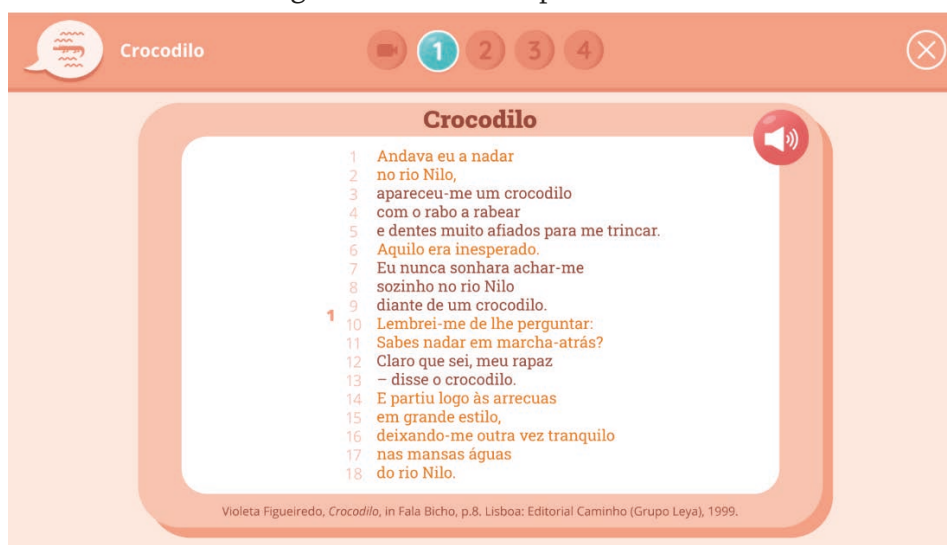 Crocodilo
1 2 3 4
Crocodilo
1 Andava eu a nadar
2 no rio Nilo,
3 apareceu-me um crocodilo
4 com o rabo a rabear
5 e dentes muito afiados para me trincar.
6 Aquilo era inesperado.
7 Eu nunca sonhara achar-me
8 sozinho no rio Nilo
9 diante de um crocodilo.
1
10 Lembrei-me de lhe perguntar:
11 Sabes nadar em marcha-atrás?
12 Claro que sei, meu rapaz
13 – disse o crocodilo.
14 E partiu logo às arrecuas
15 em grande estilo,
16 deixando-me outra vez tranquilo
17 nas mansas águas
18 do rio Nilo.
Violeta Figueiredo, Crocodilo, in Fala Bicho, p.8. Lisboa: Editorial Caminho (Grupo Leya), 1999.